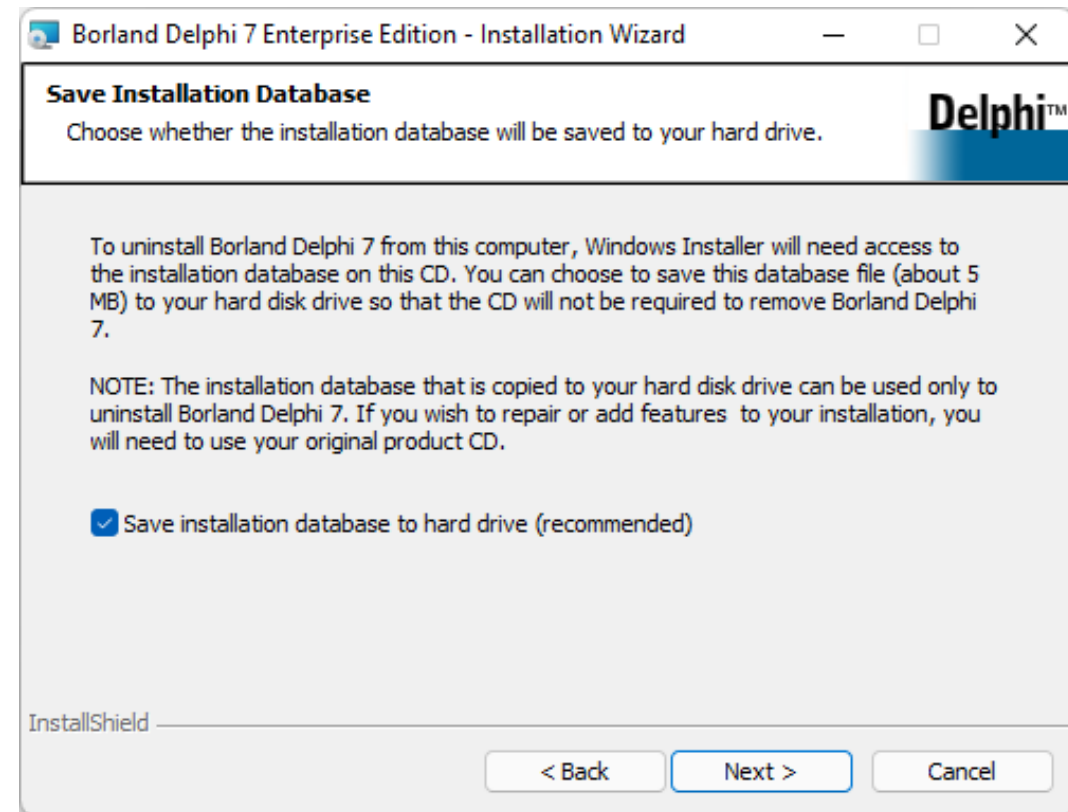 Borland Delphi 7 Enterprise Edition - Installation Wizard
Save Installation Database
Choose whether the installation database will be saved to your hard drive.
Delphi™
To uninstall Borland Delphi 7 from this computer, Windows Installer will need access to
the installation database on this CD. You can choose to save this database file (about 5
MB) to your hard disk drive so that the CD will not be required to remove Borland Delphi
7.
NOTE: The installation database that is copied to your hard disk drive can be used only to
uninstall Borland Delphi 7. If you wish to repair or add features  to your installation, you
will need to use your original product CD.
Save installation database to hard drive (recommended)
InstallShield
< Back Next > Cancel